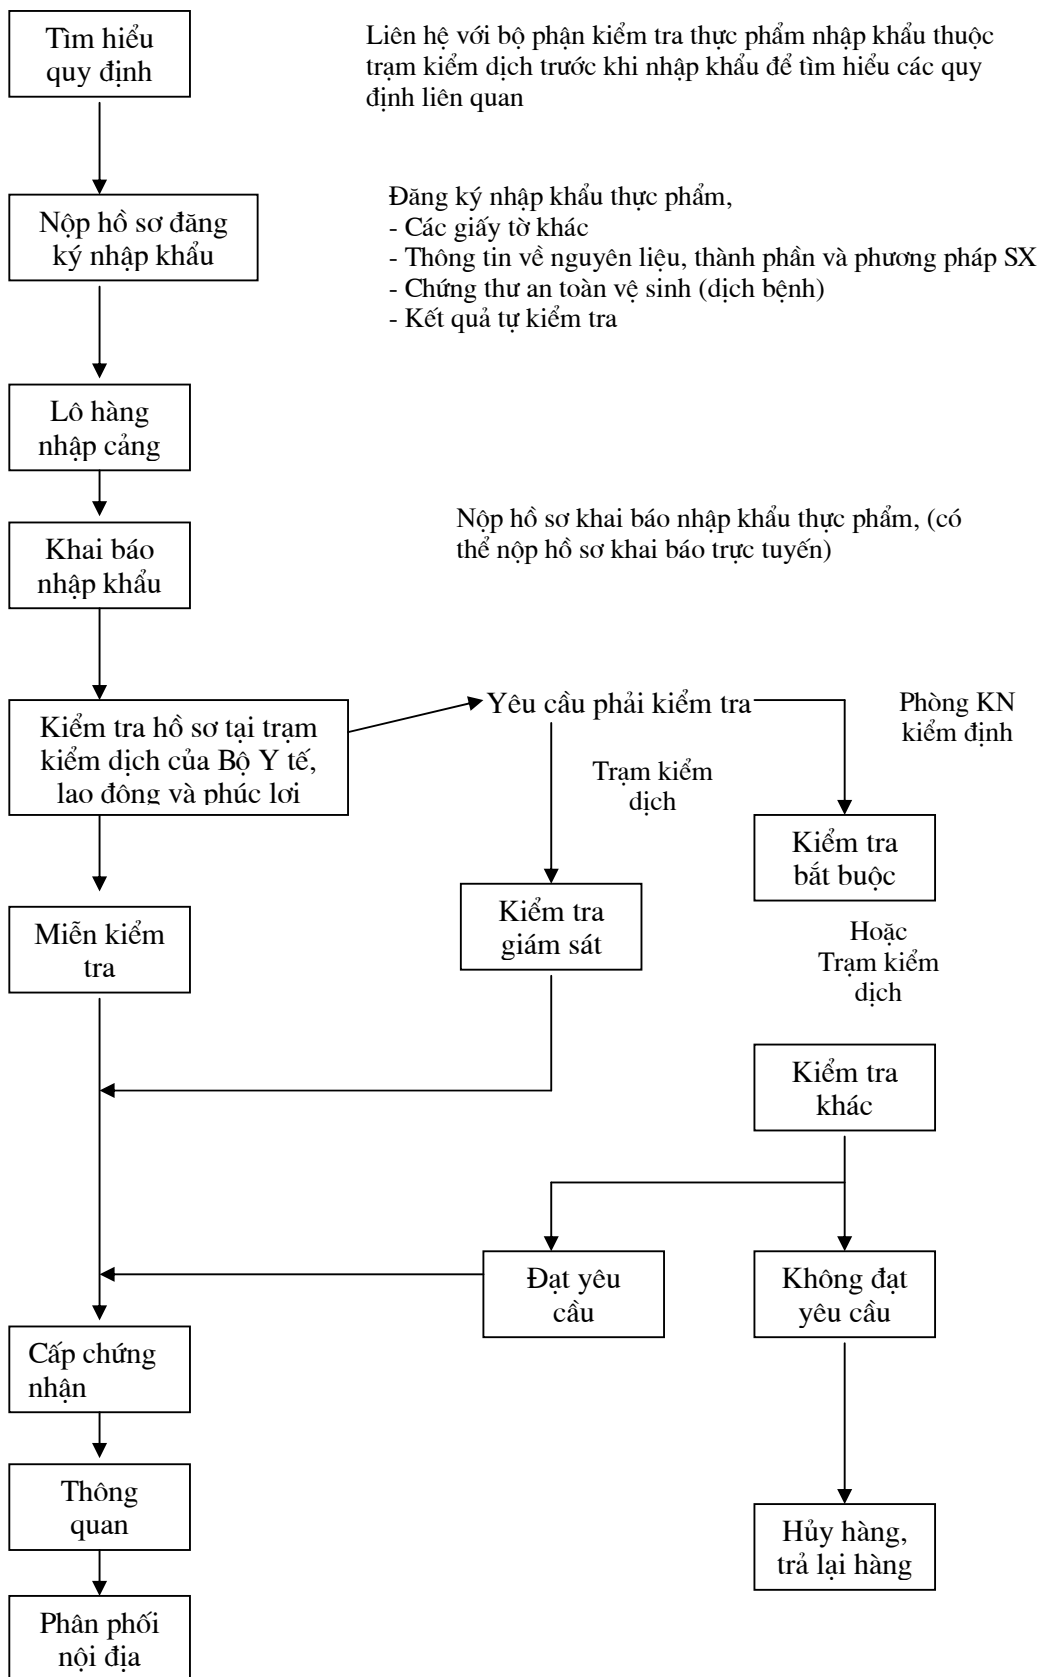 Tìm hiểu
quy định
Liên hệ với bộ phận kiểm tra thực phẩm nhập khẩu thuộc
trạm kiểm dịch trước khi nhập khẩu để tìm hiểu các quy
định liên quan
Nộp hồ sơ đăng
ký nhập khẩu
Đăng ký nhập khẩu thực phẩm,
- Các giấy tờ khác
- Thông tin về nguyên liệu, thành phần và phương pháp SX
- Chứng thư an toàn vệ sinh (dịch bệnh)
- Kết quả tự kiểm tra
Lô hàng
nhập cảng
Khai báo
nhập khẩu
Nộp hồ sơ khai báo nhập khẩu thực phẩm, (có
thể nộp hồ sơ khai báo trực tuyến)
Kiểm tra hồ sơ tại trạm
kiểm dịch của Bộ Y tế,
lao động và phúc lợi
Yêu cầu phải kiểm tra
Phòng KN
kiểm định
Trạm kiểm
dịch
Kiểm tra
bắt buộc
Kiểm tra
giám sát
Miễn kiểm
tra
Hoặc
Trạm kiểm
dịch
Kiểm tra
khác
Đạt yêu
cầu
Không đạt
yêu cầu
Cấp chứng
nhận
Thông
quan
Hủy hàng,
trả lại hàng
Phân phối
nội địa